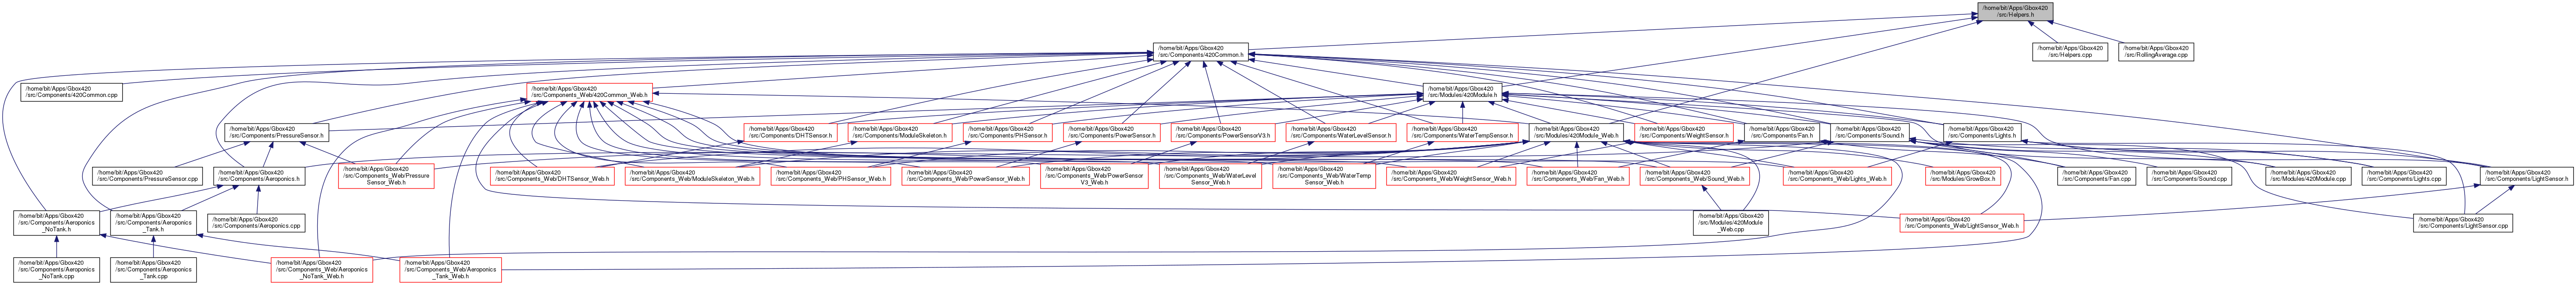 /home/bit/Apps/Gbox420
/src/Helpers.h
/home/bit/Apps/Gbox420
/src/Components/420Common.h
/home/bit/Apps/Gbox420
/src/Helpers.cpp
/home/bit/Apps/Gbox420
/src/RollingAverage.cpp
/home/bit/Apps/Gbox420
/src/Components/420Common.cpp
/home/bit/Apps/Gbox420
/src/Components_Web/420Common_Web.h
/home/bit/Apps/Gbox420
/src/Modules/420Module.h
/home/bit/Apps/Gbox420
/src/Components/PressureSensor.h
/home/bit/Apps/Gbox420
/src/Components/DHTSensor.h
/home/bit/Apps/Gbox420
/src/Components/ModuleSkeleton.h
/home/bit/Apps/Gbox420
/src/Components/PHSensor.h
/home/bit/Apps/Gbox420
/src/Components/PowerSensor.h
/home/bit/Apps/Gbox420
/src/Components/PowerSensorV3.h
/home/bit/Apps/Gbox420
/src/Components/WaterLevelSensor.h
/home/bit/Apps/Gbox420
/src/Components/WaterTempSensor.h
/home/bit/Apps/Gbox420
/src/Modules/420Module_Web.h
/home/bit/Apps/Gbox420
/src/Components/WeightSensor.h
/home/bit/Apps/Gbox420
/src/Components/Fan.h
/home/bit/Apps/Gbox420
/src/Components/Sound.h
/home/bit/Apps/Gbox420
/src/Components/Lights.h
/home/bit/Apps/Gbox420
/src/Components/PressureSensor.cpp
/home/bit/Apps/Gbox420
/src/Components/Aeroponics.h
/home/bit/Apps/Gbox420
/src/Components_Web/Pressure
Sensor_Web.h
/home/bit/Apps/Gbox420
/src/Components_Web/DHTSensor_Web.h
/home/bit/Apps/Gbox420
/src/Components_Web/ModuleSkeleton_Web.h
/home/bit/Apps/Gbox420
/src/Components_Web/PHSensor_Web.h
/home/bit/Apps/Gbox420
/src/Components_Web/PowerSensor_Web.h
/home/bit/Apps/Gbox420
/src/Components_Web/PowerSensor
V3_Web.h
/home/bit/Apps/Gbox420
/src/Components_Web/WaterLevel
Sensor_Web.h
/home/bit/Apps/Gbox420
/src/Components_Web/WaterTemp
Sensor_Web.h
/home/bit/Apps/Gbox420
/src/Components_Web/WeightSensor_Web.h
/home/bit/Apps/Gbox420
/src/Components_Web/Fan_Web.h
/home/bit/Apps/Gbox420
/src/Components_Web/Sound_Web.h
/home/bit/Apps/Gbox420
/src/Components_Web/Lights_Web.h
/home/bit/Apps/Gbox420
/src/Modules/GrowBox.h
/home/bit/Apps/Gbox420
/src/Components/Fan.cpp
/home/bit/Apps/Gbox420
/src/Components/Sound.cpp
/home/bit/Apps/Gbox420
/src/Modules/420Module.cpp
/home/bit/Apps/Gbox420
/src/Components/Lights.cpp
/home/bit/Apps/Gbox420
/src/Components/LightSensor.h
/home/bit/Apps/Gbox420
/src/Components/Aeroponics
_NoTank.h
/home/bit/Apps/Gbox420
/src/Components/Aeroponics
_Tank.h
/home/bit/Apps/Gbox420
/src/Components/Aeroponics.cpp
/home/bit/Apps/Gbox420
/src/Modules/420Module
_Web.cpp
/home/bit/Apps/Gbox420
/src/Components_Web/LightSensor_Web.h
/home/bit/Apps/Gbox420
/src/Components/LightSensor.cpp
/home/bit/Apps/Gbox420
/src/Components/Aeroponics
_NoTank.cpp
/home/bit/Apps/Gbox420
/src/Components/Aeroponics
_Tank.cpp
/home/bit/Apps/Gbox420
/src/Components_Web/Aeroponics
_NoTank_Web.h
/home/bit/Apps/Gbox420
/src/Components_Web/Aeroponics
_Tank_Web.h